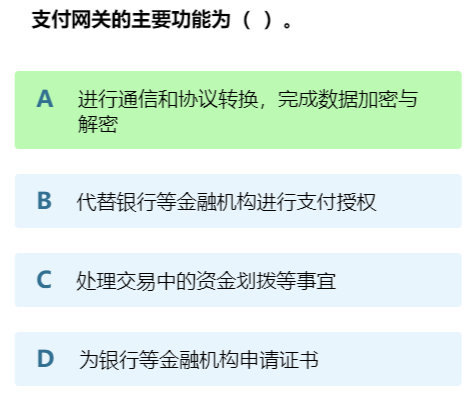 支付网关的主要功能为（ ）。
A 进行通信和协议转换，完成数据加密与
解密
B 代替银行等金融机构进行支付授权
C 处理交易中的资金划拨等事宜
D 为银行等金融机构申请证书